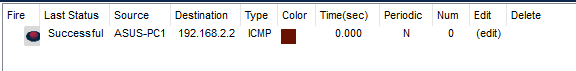 Fire Last Status Source Destination Type Color Time(sec) Periodic Num Edit Delete
Successful ASUS-PC1 192.168.2.2 ICMP 0.000 N 0 (edit)